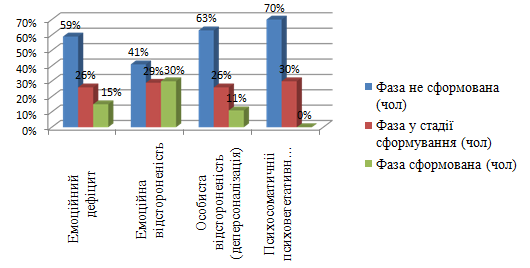 70%
60%
50%
40%
30%
20%
10%
0%
59%
26%
15%
41%
29%
30%
63%
26%
11%
70%
30%
0%
Емоційний
дефіцит
Емоційна
відстороненість
Особиста
відстороненість
(деперсоналізація)
Психосоматичніі
психовегетативн...
Фаза не сформована
(чол)
Фаза у стадії
сформування (чол)
Фаза сформована (чол)